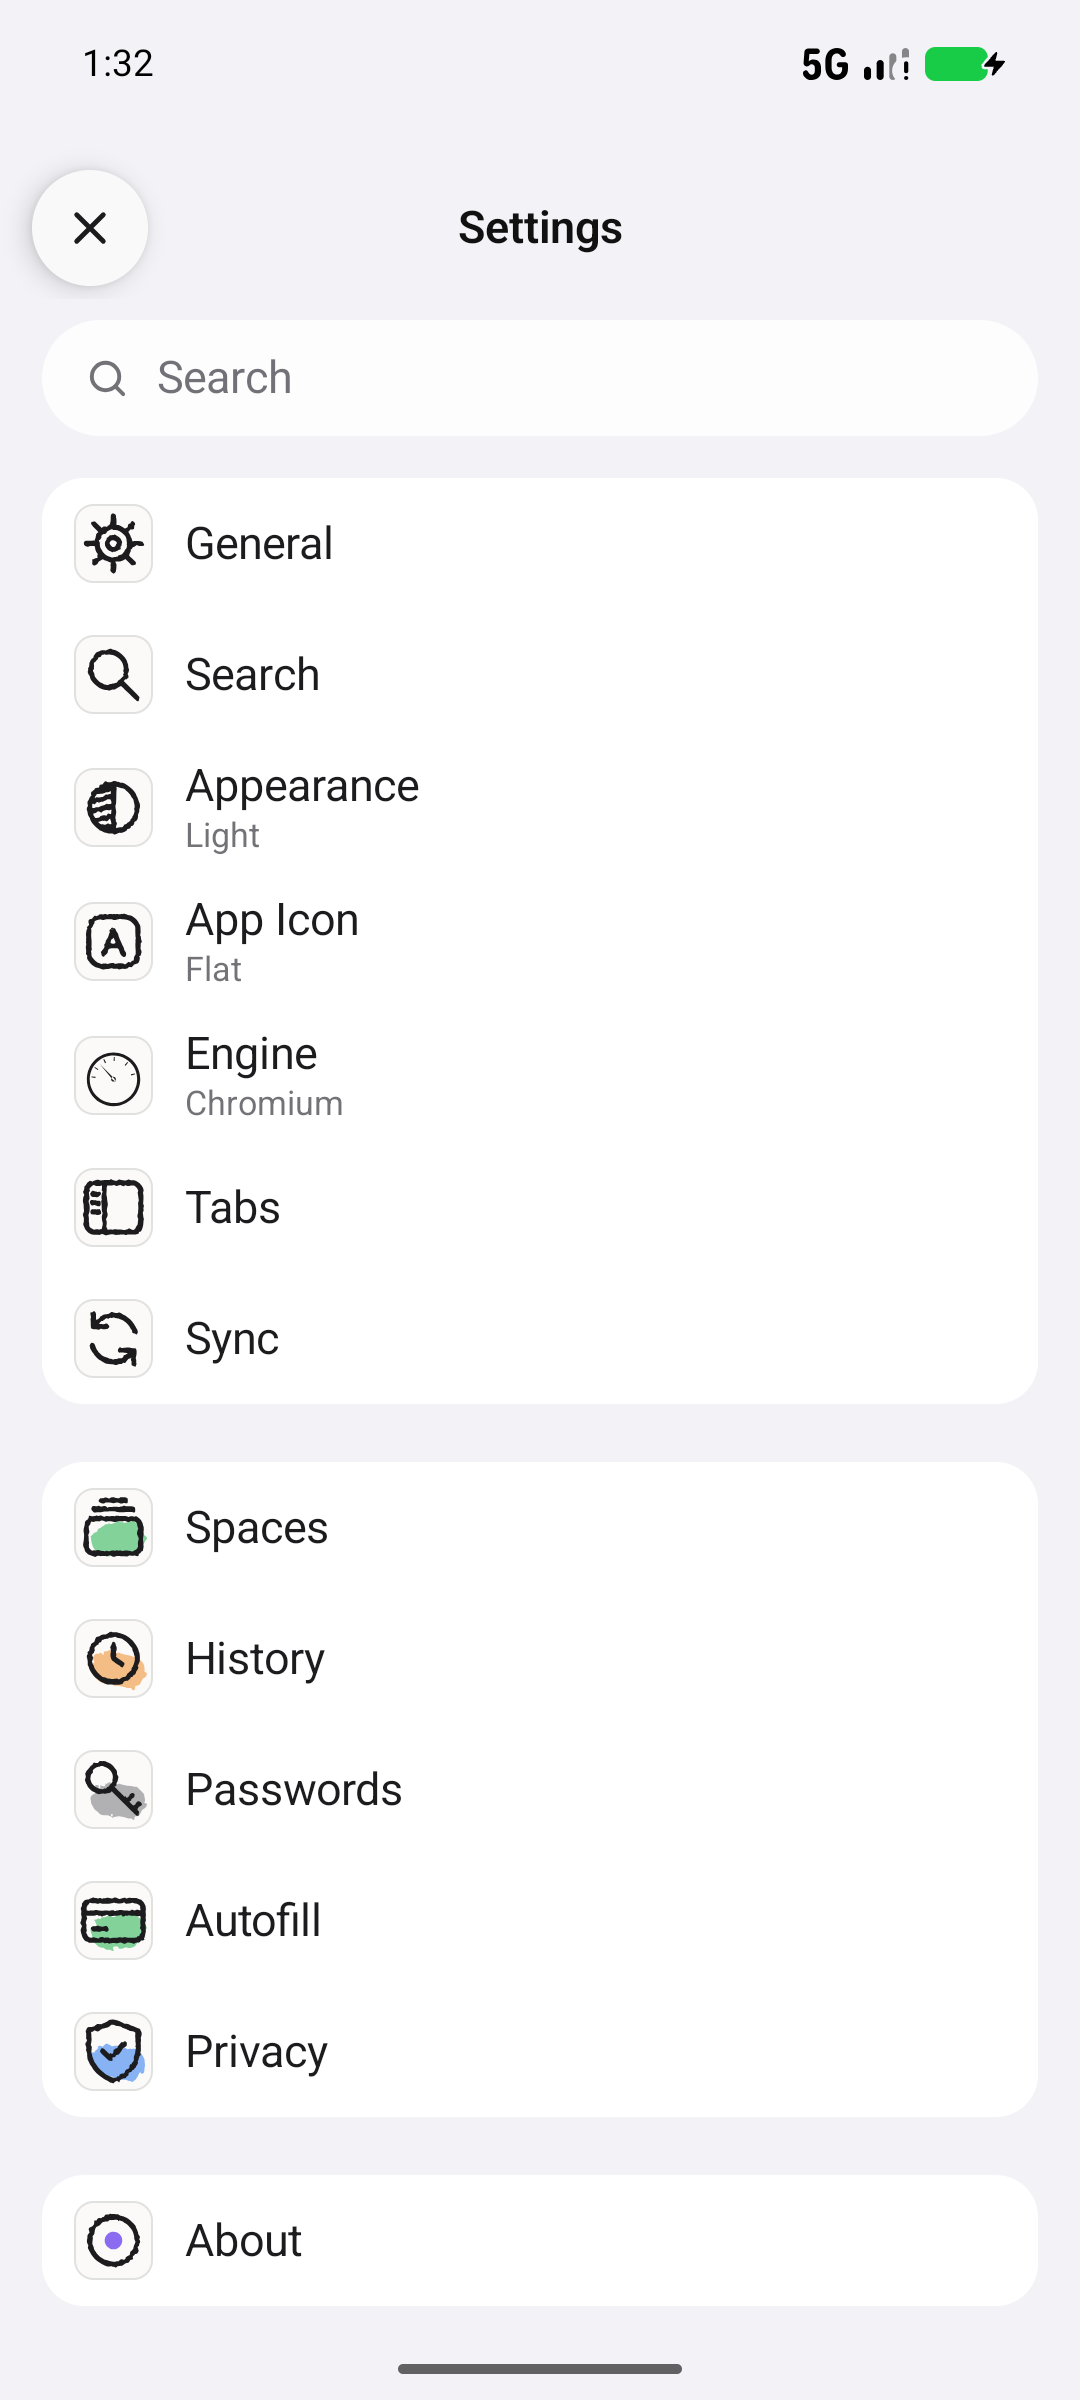 1:32
5G
Settings
Search
General
Search
Appearance
Light
App Icon
Flat
Engine
Chromium
Tabs
Sync
Spaces
History
Passwords
Autofill
Privacy
About